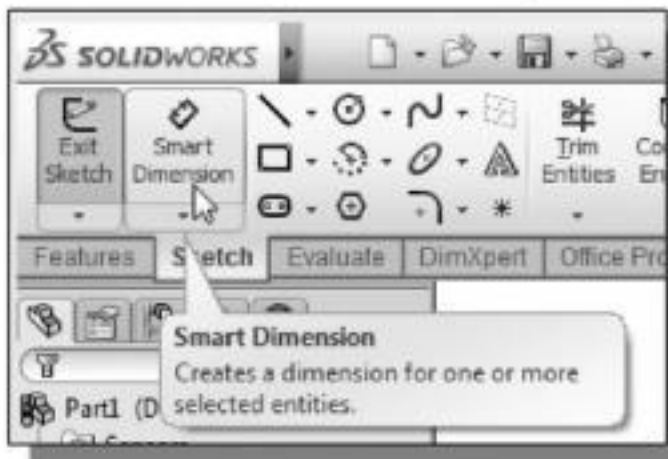 SOLIDWORKS
Exit Sketch
Smart Dimension
Trim Entities
Features Sketch Evaluate DimXpert Office Pro
Smart Dimension
Creates a dimension for one or more
selected entities.
Part1 (D